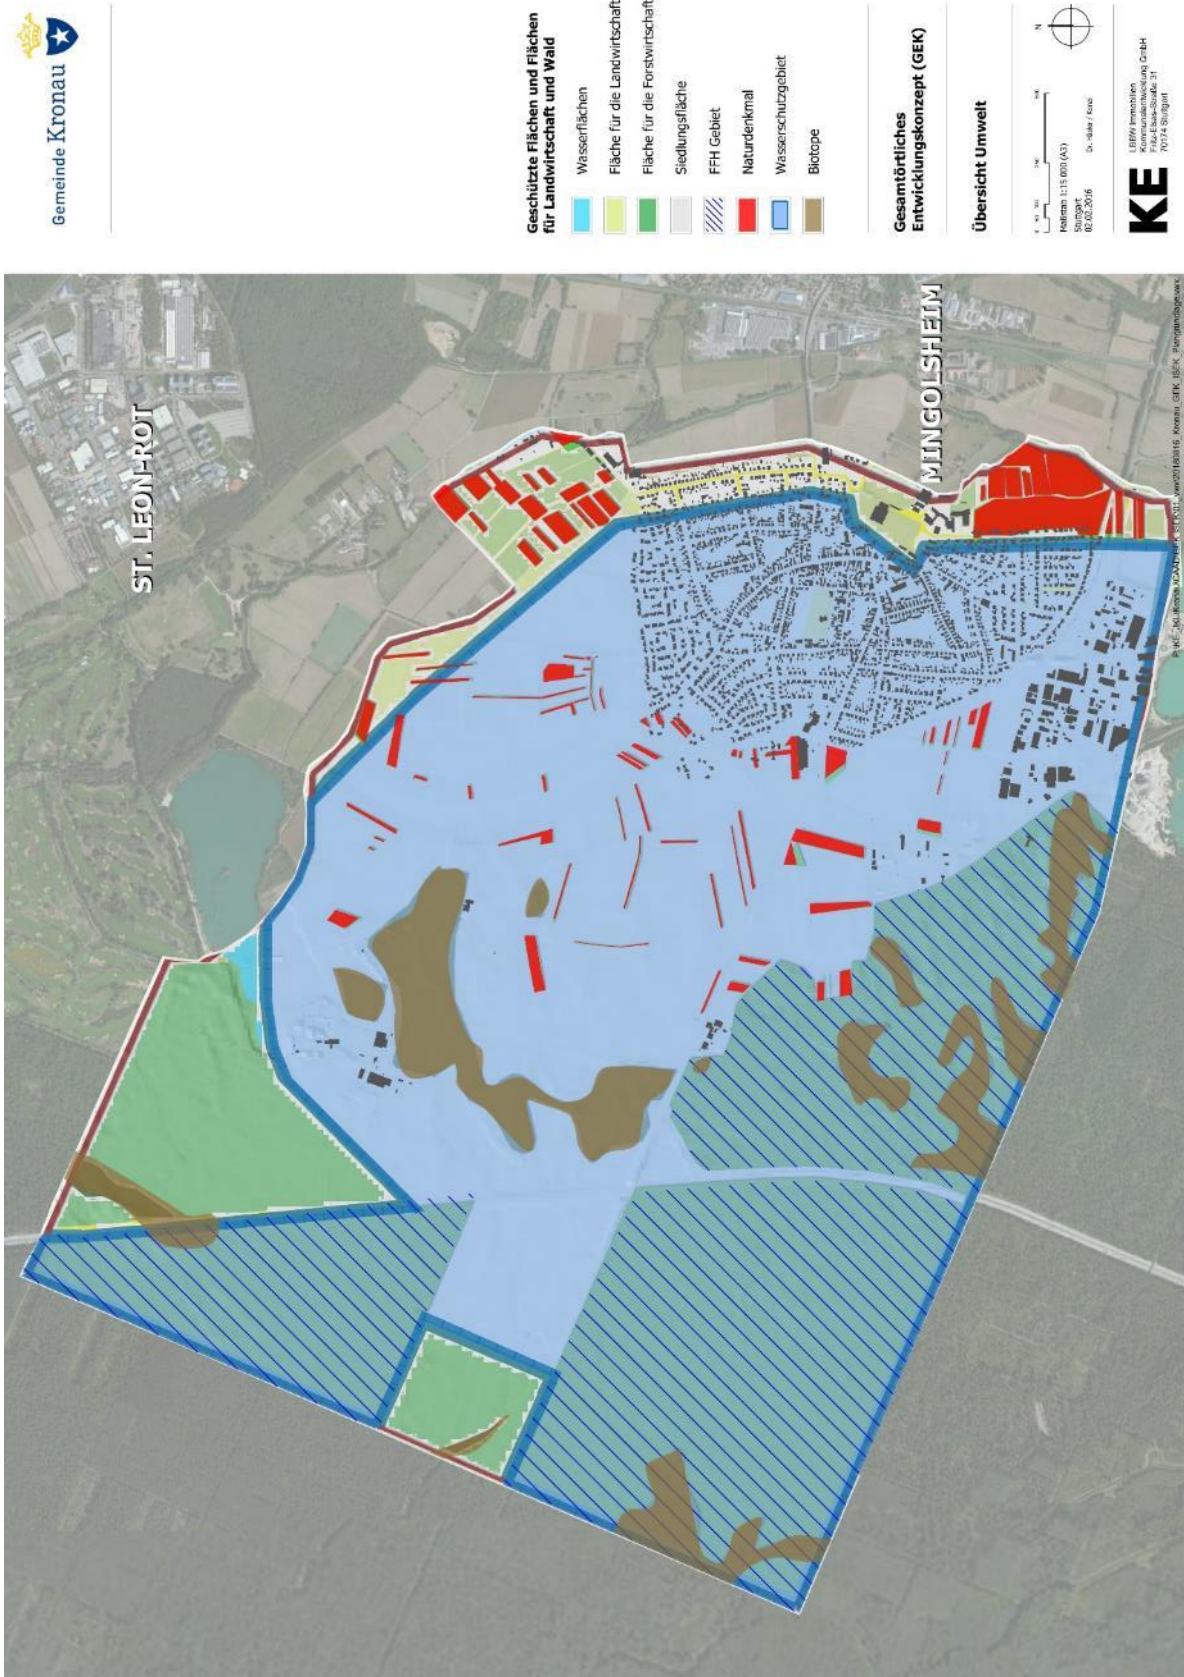 Gemeinde Kronau
Geschützte Flächen und Flächen
für Landwirtschaft und Wald
Wasserflächen
Fläche für die Landwirtschaft
Fläche für die Forstwirtschaft
Siedlungsfläche
FFH Gebiet
Naturdenkmal
Wasserschutzgebiet
Biotope
Gesamtörtliches
Entwicklungskonzept (GEK)
Übersicht Umwelt
N
Maßstab 1:15 000 (A3)
Stuttgart
02.02.2016
KE
LBBW Immobilien
Kommunalentwicklung GmbH
Fritz-Elsas-Straße 31
70174 Stuttgart
ST. LEON-ROT
MINGOLSHEIM